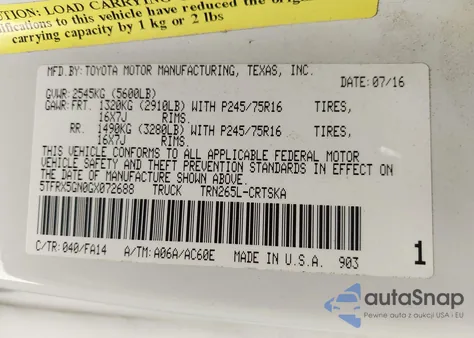 CAUTION: LOAD CARRYING
to this vehicle have reduced the original
carrying capacity by 1 kg or 2 lbs
MFD.BY: TOYOTA MOTOR MANUFACTURING, TEXAS, INC.
DATE: 07/16
GVWR: 2545KG (5600LB)
GAWR: FRT. 1320KG (2910LB) WITH P245/75R16 TIRES,
16X7J RIMS.
RR. 1490KG (3280LB) WITH P245/75R16 TIRES,
16X7J RIMS.
THIS VEHICLE CONFORMS TO ALL APPLICABLE FEDERAL MOTOR
VEHICLE SAFETY AND THEFT PREVENTION STANDARDS IN EFFECT ON
THE DATE OF MANUFACTURE SHOWN ABOVE.
5TFRX5GN0GX072688 TRUCK TRN265L-CRTSKA
C/TR: 040/FA14 A/TM: A06A/AC60E MADE IN U.S.A. 903
1
autoSnap
Pewne auta z aukcji USA i EU